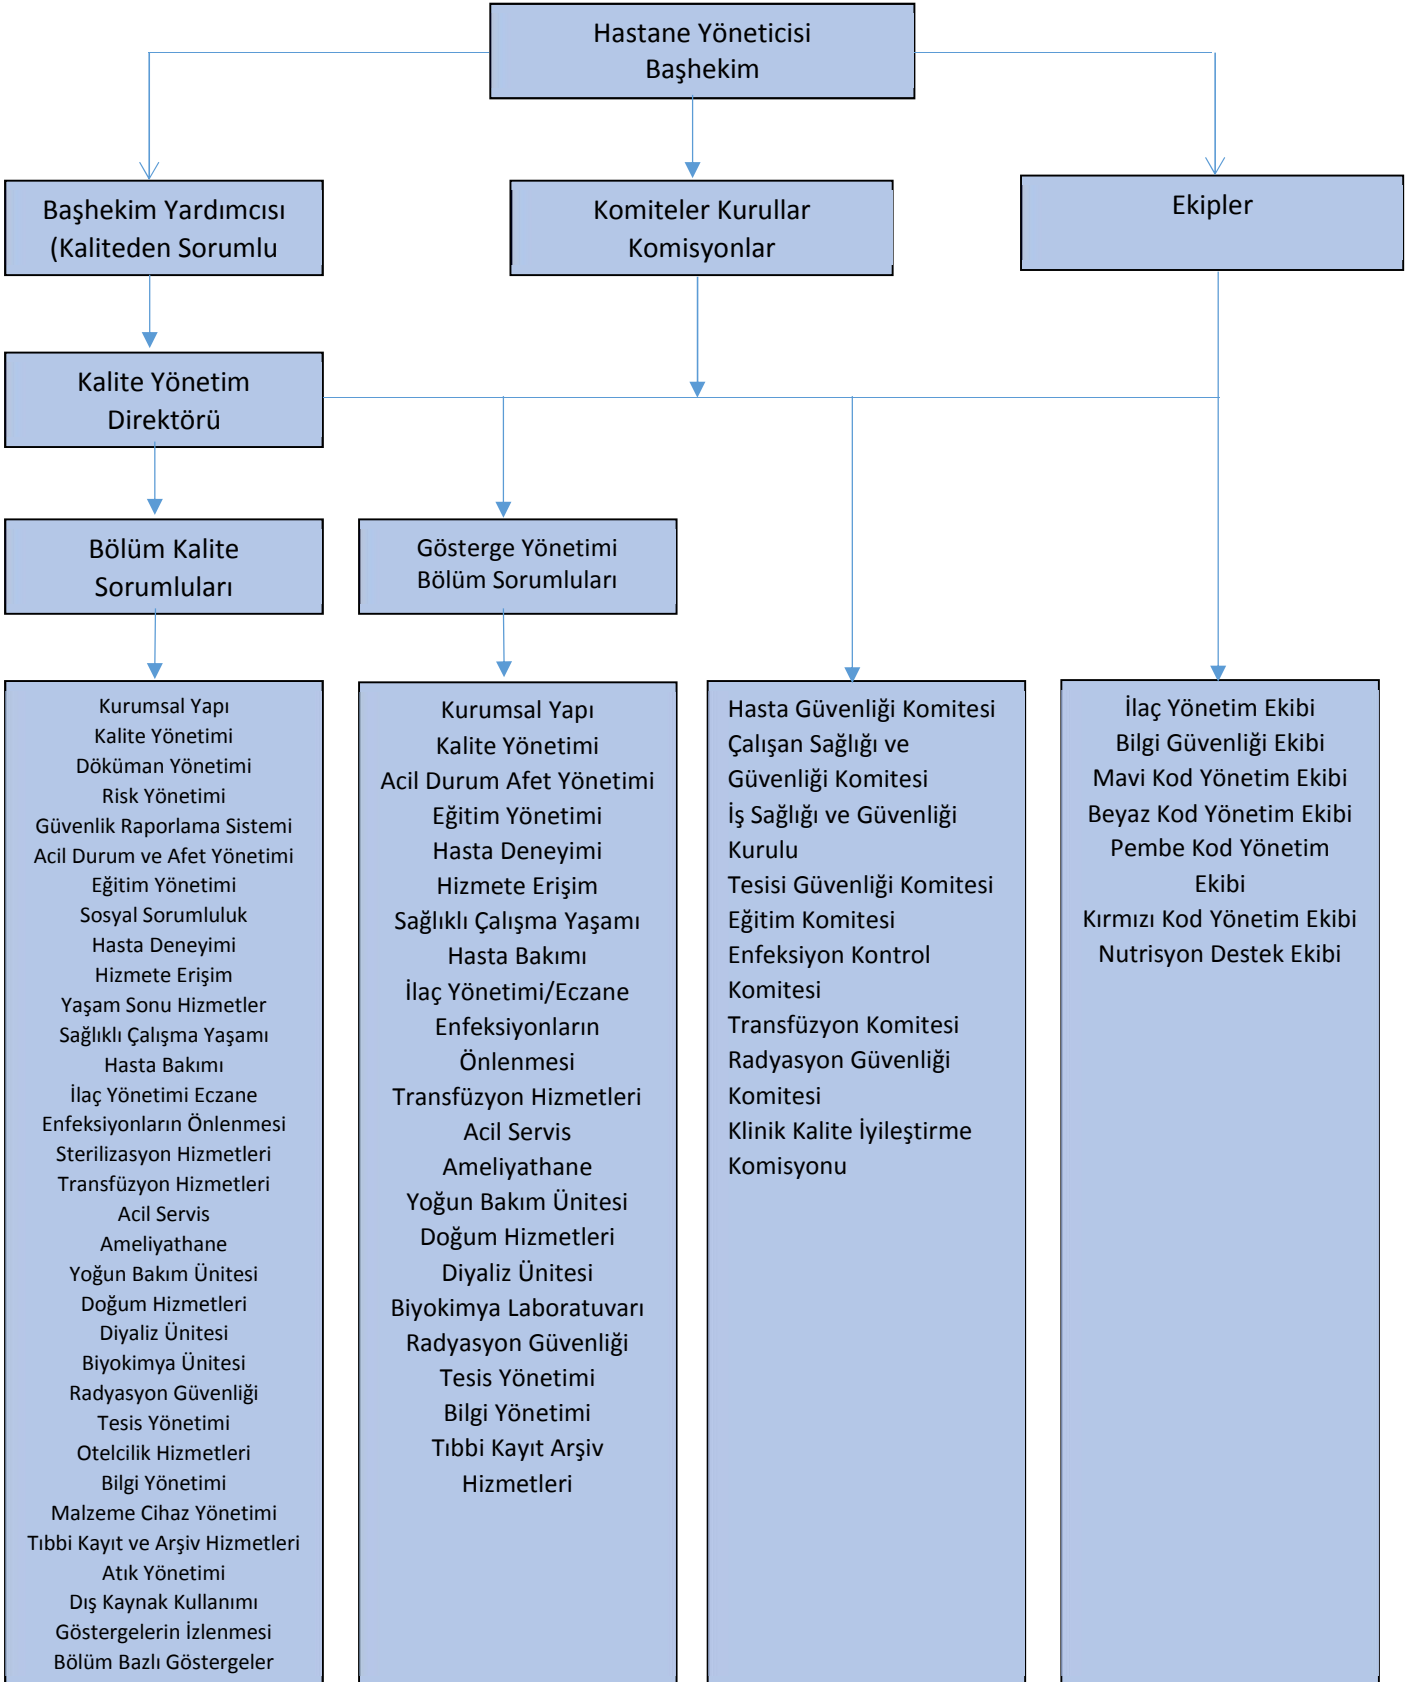 Hastane Yöneticisi
Başhekim
Başhekim Yardımcısı
(Kaliteden Sorumlu
Komiteler Kurullar
Komisyonlar
Ekipler
Kalite Yönetim
Direktörü
Bölüm Kalite
Sorumluları
Gösterge Yönetimi
Bölüm Sorumluları
Kurumsal Yapı
Kalite Yönetimi
Döküman Yönetimi
Risk Yönetimi
Güvenlik Raporlama Sistemi
Acil Durum ve Afet Yönetimi
Eğitim Yönetimi
Sosyal Sorumluluk
Hasta Deneyimi
Hizmete Erişim
Yaşam Sonu Hizmetler
Sağlıklı Çalışma Yaşamı
Hasta Bakımı
İlaç Yönetimi Eczane
Enfeksiyonların Önlenmesi
Sterilizasyon Hizmetleri
Transfüzyon Hizmetleri
Acil Servis
Ameliyathane
Yoğun Bakım Ünitesi
Doğum Hizmetleri
Diyaliz Ünitesi
Biyokimya Ünitesi
Radyasyon Güvenliği
Tesis Yönetimi
Otelcilik Hizmetleri
Bilgi Yönetimi
Malzeme Cihaz Yönetimi
Tıbbi Kayıt ve Arşiv Hizmetleri
Atık Yönetimi
Dış Kaynak Kullanımı
Göstergelerin İzlenmesi
Bölüm Bazlı Göstergeler
Kurumsal Yapı
Kalite Yönetimi
Acil Durum Afet Yönetimi
Eğitim Yönetimi
Hasta Deneyimi
Hizmete Erişim
Sağlıklı Çalışma Yaşamı
Hasta Bakımı
İlaç Yönetimi/Eczane
Enfeksiyonların
Önlenmesi
Transfüzyon Hizmetleri
Acil Servis
Ameliyathane
Yoğun Bakım Ünitesi
Doğum Hizmetleri
Diyaliz Ünitesi
Biyokimya Laboratuvarı
Radyasyon Güvenliği
Tesis Yönetimi
Bilgi Yönetimi
Tıbbi Kayıt Arşiv
Hizmetleri
Hasta Güvenliği Komitesi
Çalışan Sağlığı ve
Güvenliği Komitesi
İş Sağlığı ve Güvenliği
Kurulu
Tesisi Güvenliği Komitesi
Eğitim Komitesi
Enfeksiyon Kontrol
Komitesi
Transfüzyon Komitesi
Radyasyon Güvenliği
Komitesi
Klinik Kalite İyileştirme
Komisyonu
İlaç Yönetim Ekibi
Bilgi Güvenliği Ekibi
Mavi Kod Yönetim Ekibi
Beyaz Kod Yönetim Ekibi
Pembe Kod Yönetim
Ekibi
Kırmızı Kod Yönetim Ekibi
Nutrisyon Destek Ekibi